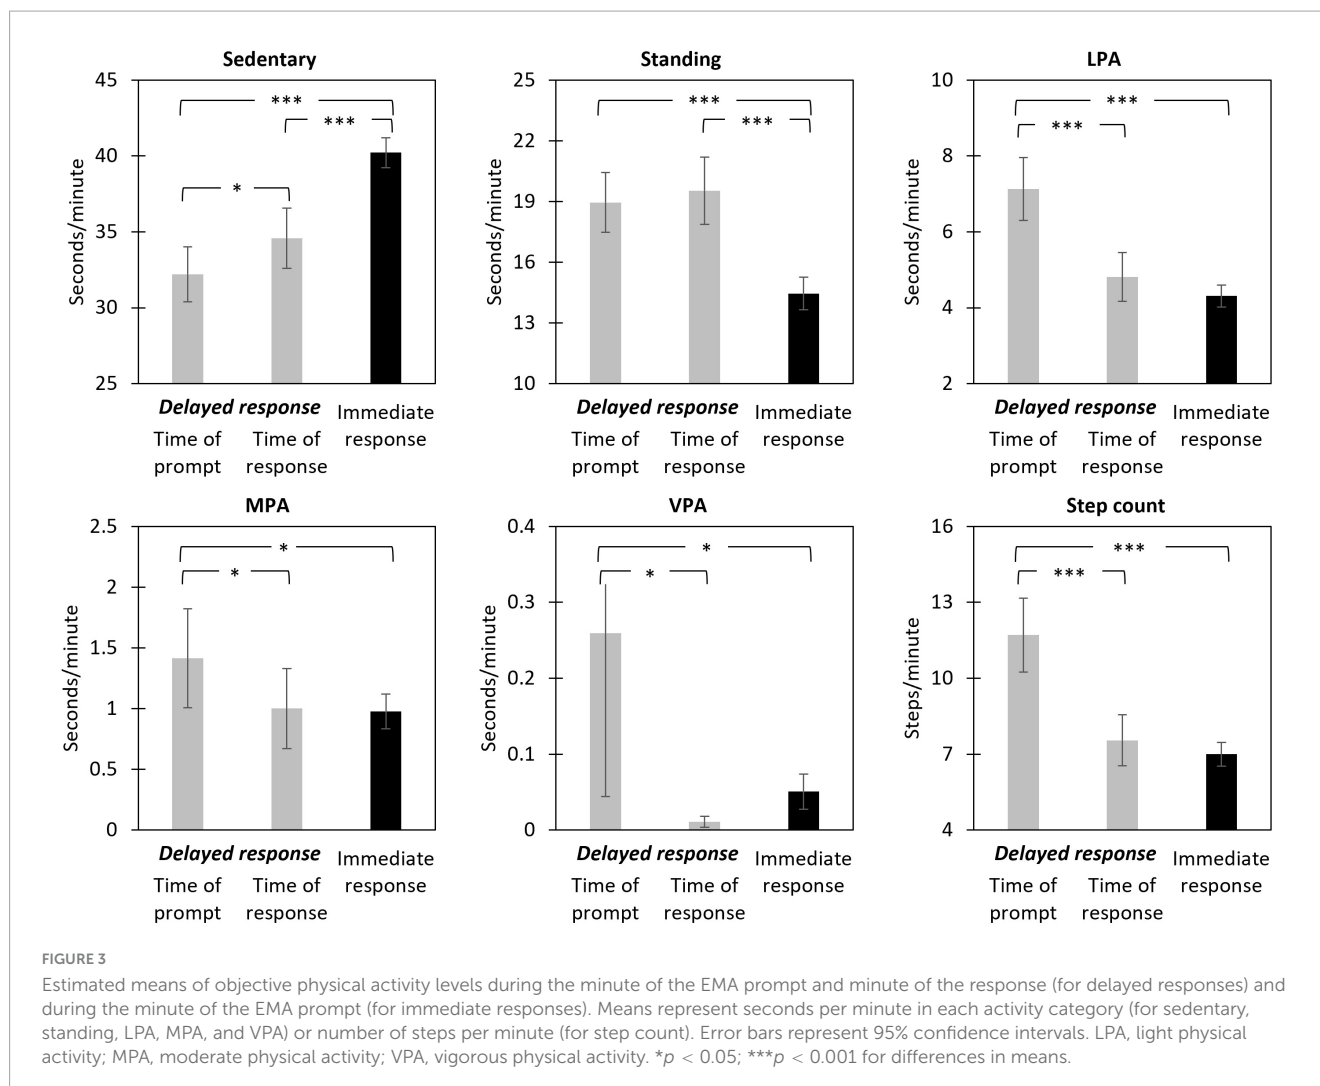 Sedentary
45
40
35
30
25
Seconds/minute
***
***
*
Delayed response
Time of prompt
Time of response
Immediate response
Standing
25
22
19
16
13
10
Seconds/minute
***
***
Delayed response
Time of prompt
Time of response
Immediate response
LPA
10
8
6
4
2
Seconds/minute
***
***
Delayed response
Time of prompt
Time of response
Immediate response
MPA
2.5
2
1.5
1
0.5
0
Seconds/minute
*
*
Delayed response
Time of prompt
Time of response
Immediate response
VPA
0.4
0.3
0.2
0.1
0
Seconds/minute
*
*
Delayed response
Time of prompt
Time of response
Immediate response
Step count
16
13
10
7
4
Steps/minute
***
***
Delayed response
Time of prompt
Time of response
Immediate response
FIGURE 3
Estimated means of objective physical activity levels during the minute of the EMA prompt and minute of the response (for delayed responses) and
during the minute of the EMA prompt (for immediate responses). Means represent seconds per minute in each activity category (for sedentary,
standing, LPA, MPA, and VPA) or number of steps per minute (for step count). Error bars represent 95% confidence intervals. LPA, light physical
activity; MPA, moderate physical activity; VPA, vigorous physical activity. *p < 0.05; ***p < 0.001 for differences in means.